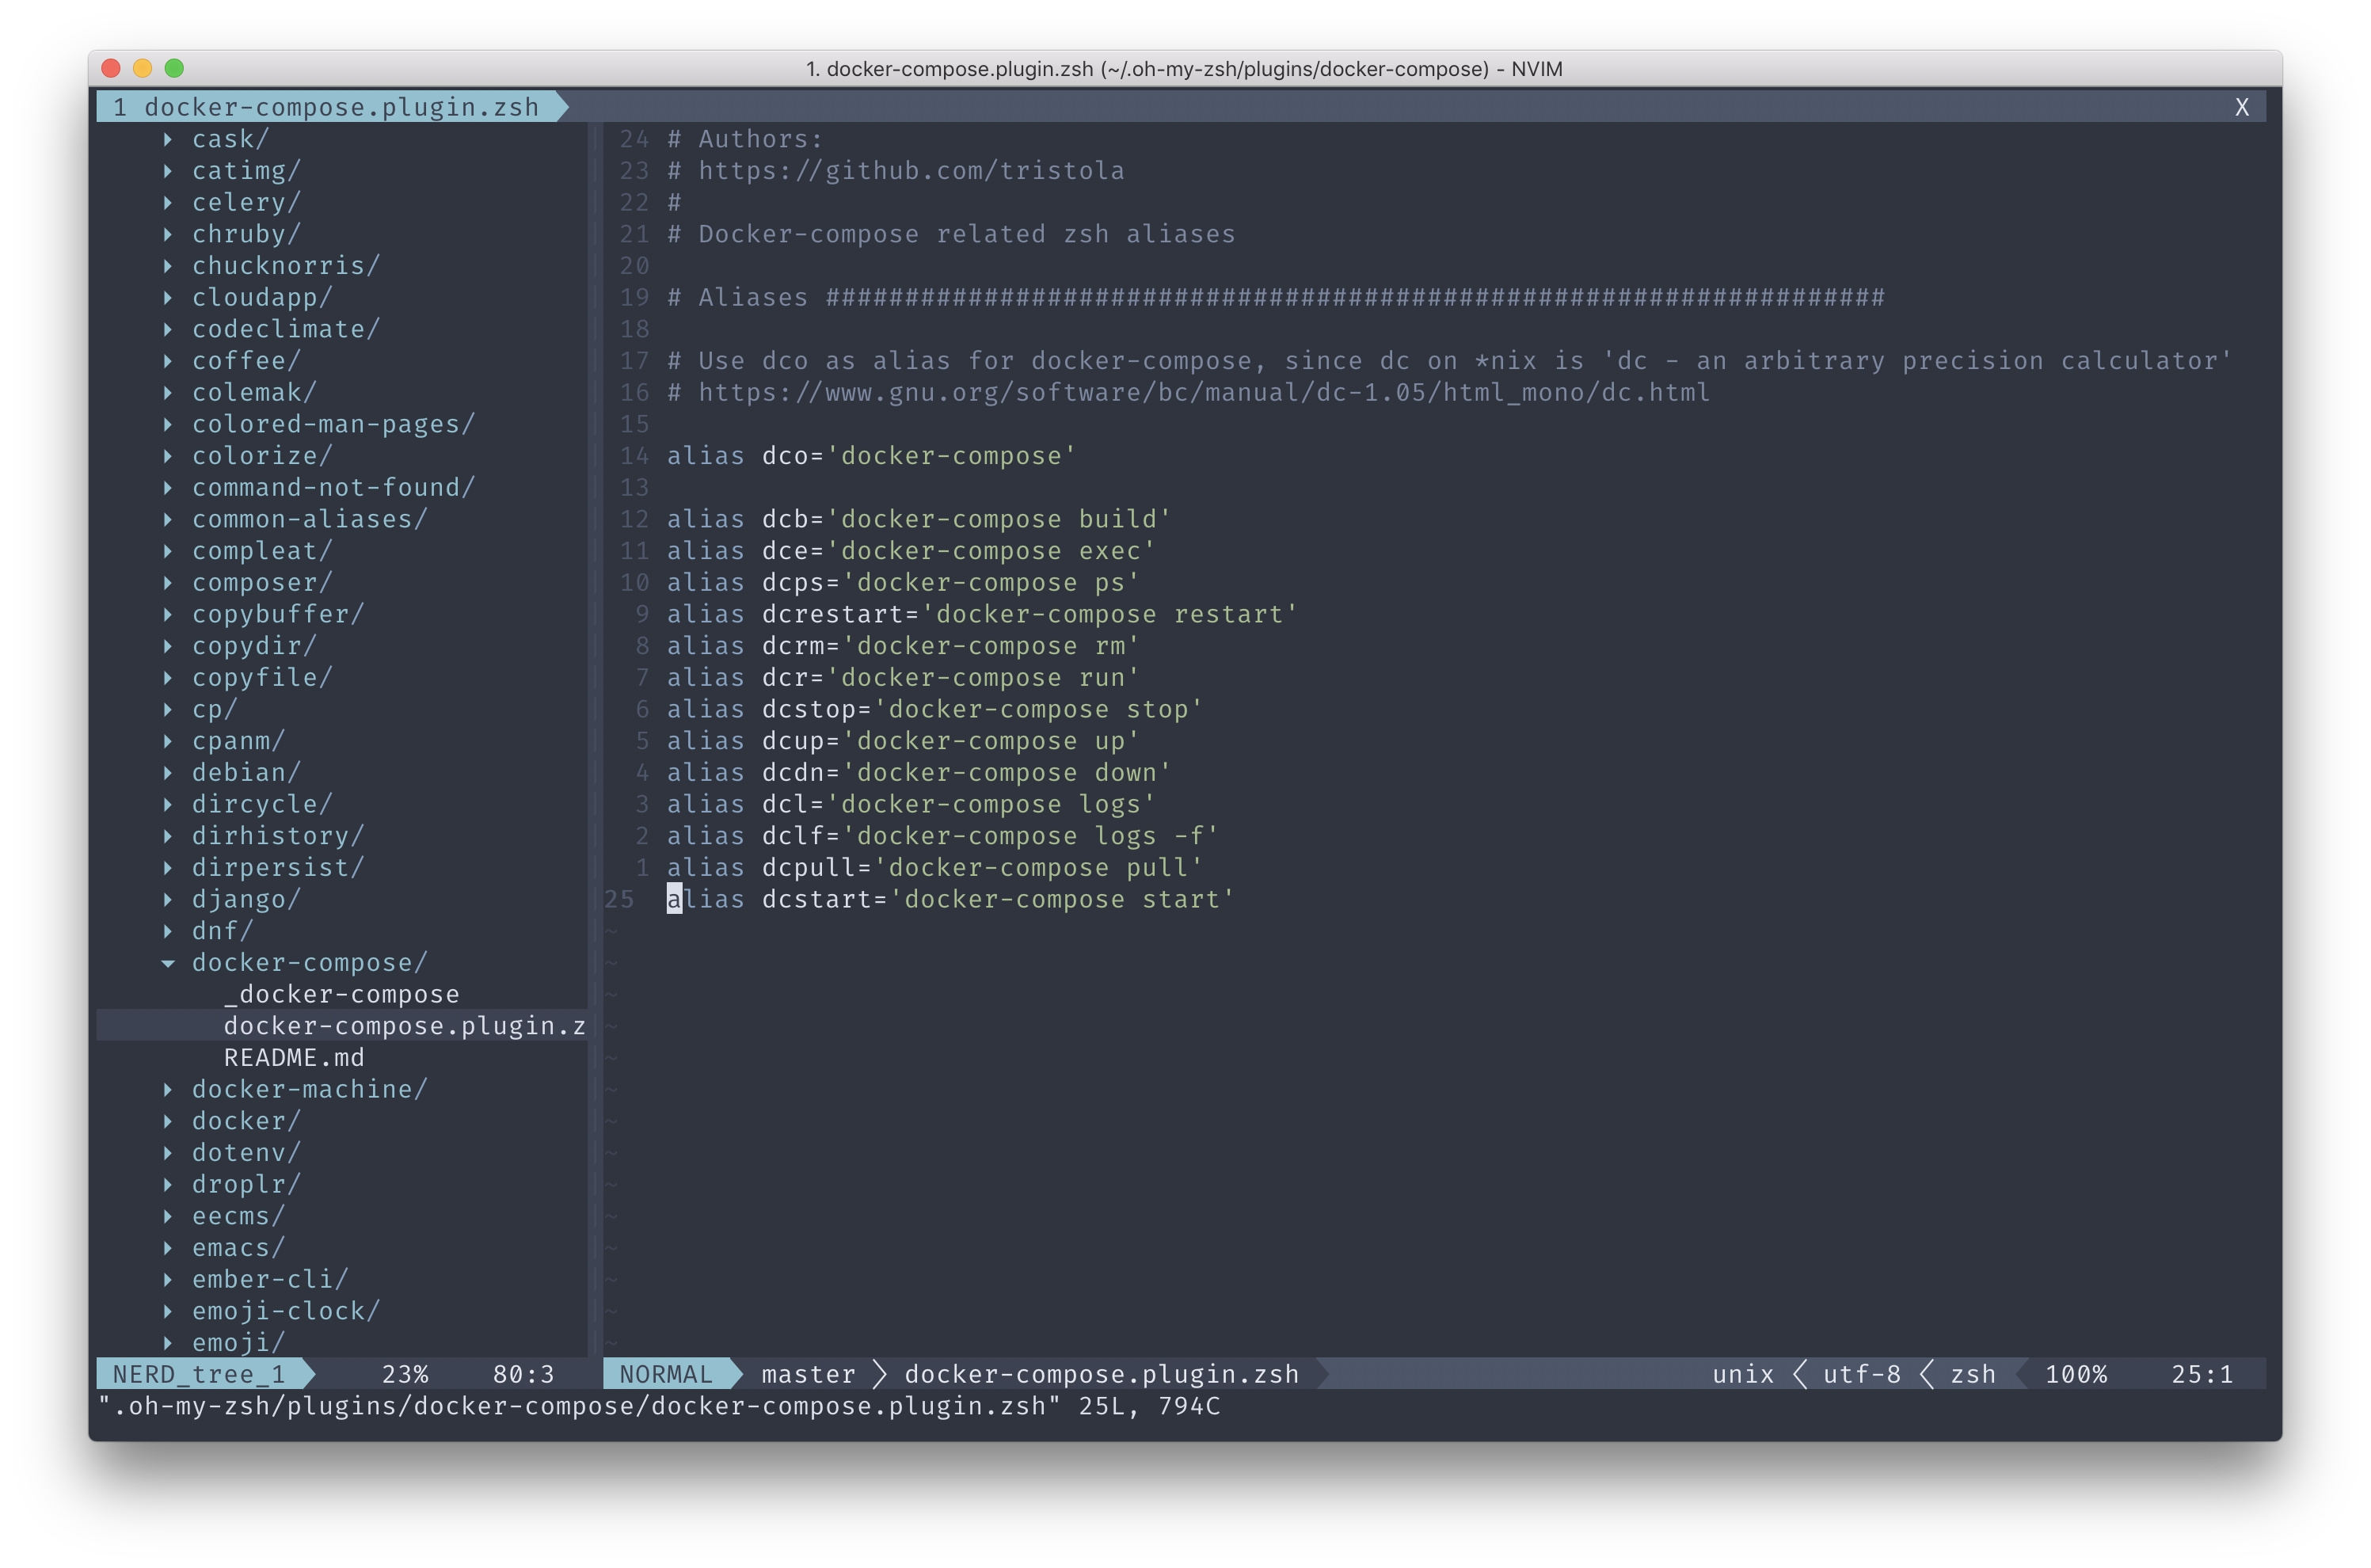 1. docker-compose.plugin.zsh (~/.oh-my-zsh/plugins/docker-compose) - NVIM
1 docker-compose.plugin.zsh X
cask/
catimg/
celery/
chruby/
chucknorris/
cloudapp/
codeclimate/
coffee/
colemak/
colored-man-pages/
colorize/
command-not-found/
common-aliases/
compleat/
composer/
copybuffer/
copydir/
copyfile/
cp/
cpanm/
debian/
dircycle/
dirhistory/
dirpersist/
django/
dnf/
docker-compose/
_docker-compose
docker-compose.plugin.z
README.md
docker-machine/
docker/
dotenv/
droplr/
eecms/
emacs/
ember-cli/
emoji-clock/
emoji/
24 # Authors:
23 # https://github.com/tristola
22 #
21 # Docker-compose related zsh aliases
20
19 # Aliases ###################################################################
18
17 # Use dco as alias for docker-compose, since dc on *nix is 'dc - an arbitrary precision calculator'
16 # https://www.gnu.org/software/bc/manual/dc-1.05/html_mono/dc.html
15
14 alias dco='docker-compose'
13
12 alias dcb='docker-compose build'
11 alias dce='docker-compose exec'
10 alias dcps='docker-compose ps'
9 alias dcrestart='docker-compose restart'
8 alias dcrm='docker-compose rm'
7 alias dcr='docker-compose run'
6 alias dcstop='docker-compose stop'
5 alias dcup='docker-compose up'
4 alias dcdn='docker-compose down'
3 alias dcl='docker-compose logs'
2 alias dclf='docker-compose logs -f'
1 alias dcpull='docker-compose pull'
25 alias dcstart='docker-compose start'
NERD_tree_1 23% 80:3
NORMAL master docker-compose.plugin.zsh unix utf-8 zsh 100% 25:1
".oh-my-zsh/plugins/docker-compose/docker-compose.plugin.zsh" 25L, 794C